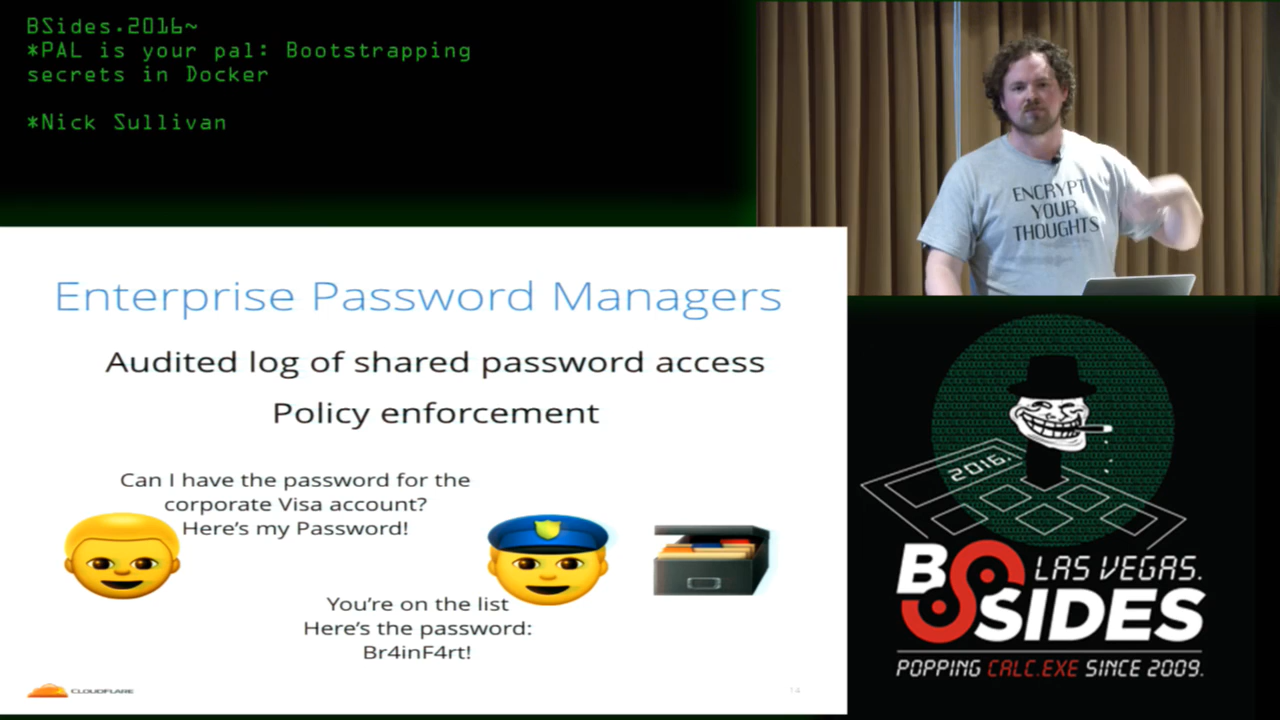 BSides.2016~
*PAL is your pal: Bootstrapping
secrets in Docker
*Nick Sullivan
ENCRYPT
YOUR
THOUGHTS
Enterprise Password Managers
Audited log of shared password access
Policy enforcement
Can I have the password for the
corporate Visa account?
Here's my Password!
You're on the list
Here's the password:
Br4inF4rt!
CLOUDFLARE
14
2016.
BSIDES
LAS VEGAS.
POPPING CALC.EXE SINCE 2009.